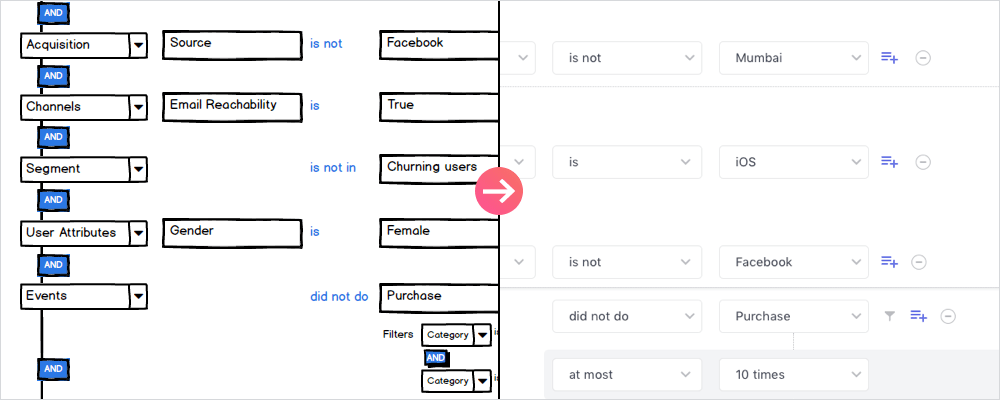 AND
Acquisition Source is not Facebook
AND
Channels Email Reachability is True
AND
Segment is not in Churning users
AND
User Attributes Gender is Female
AND
Events did not do Purchase
Filters Category is
AND
AND
Category is
is not Mumbai
is iOS
is not Facebook
did not do Purchase
at most 10 times